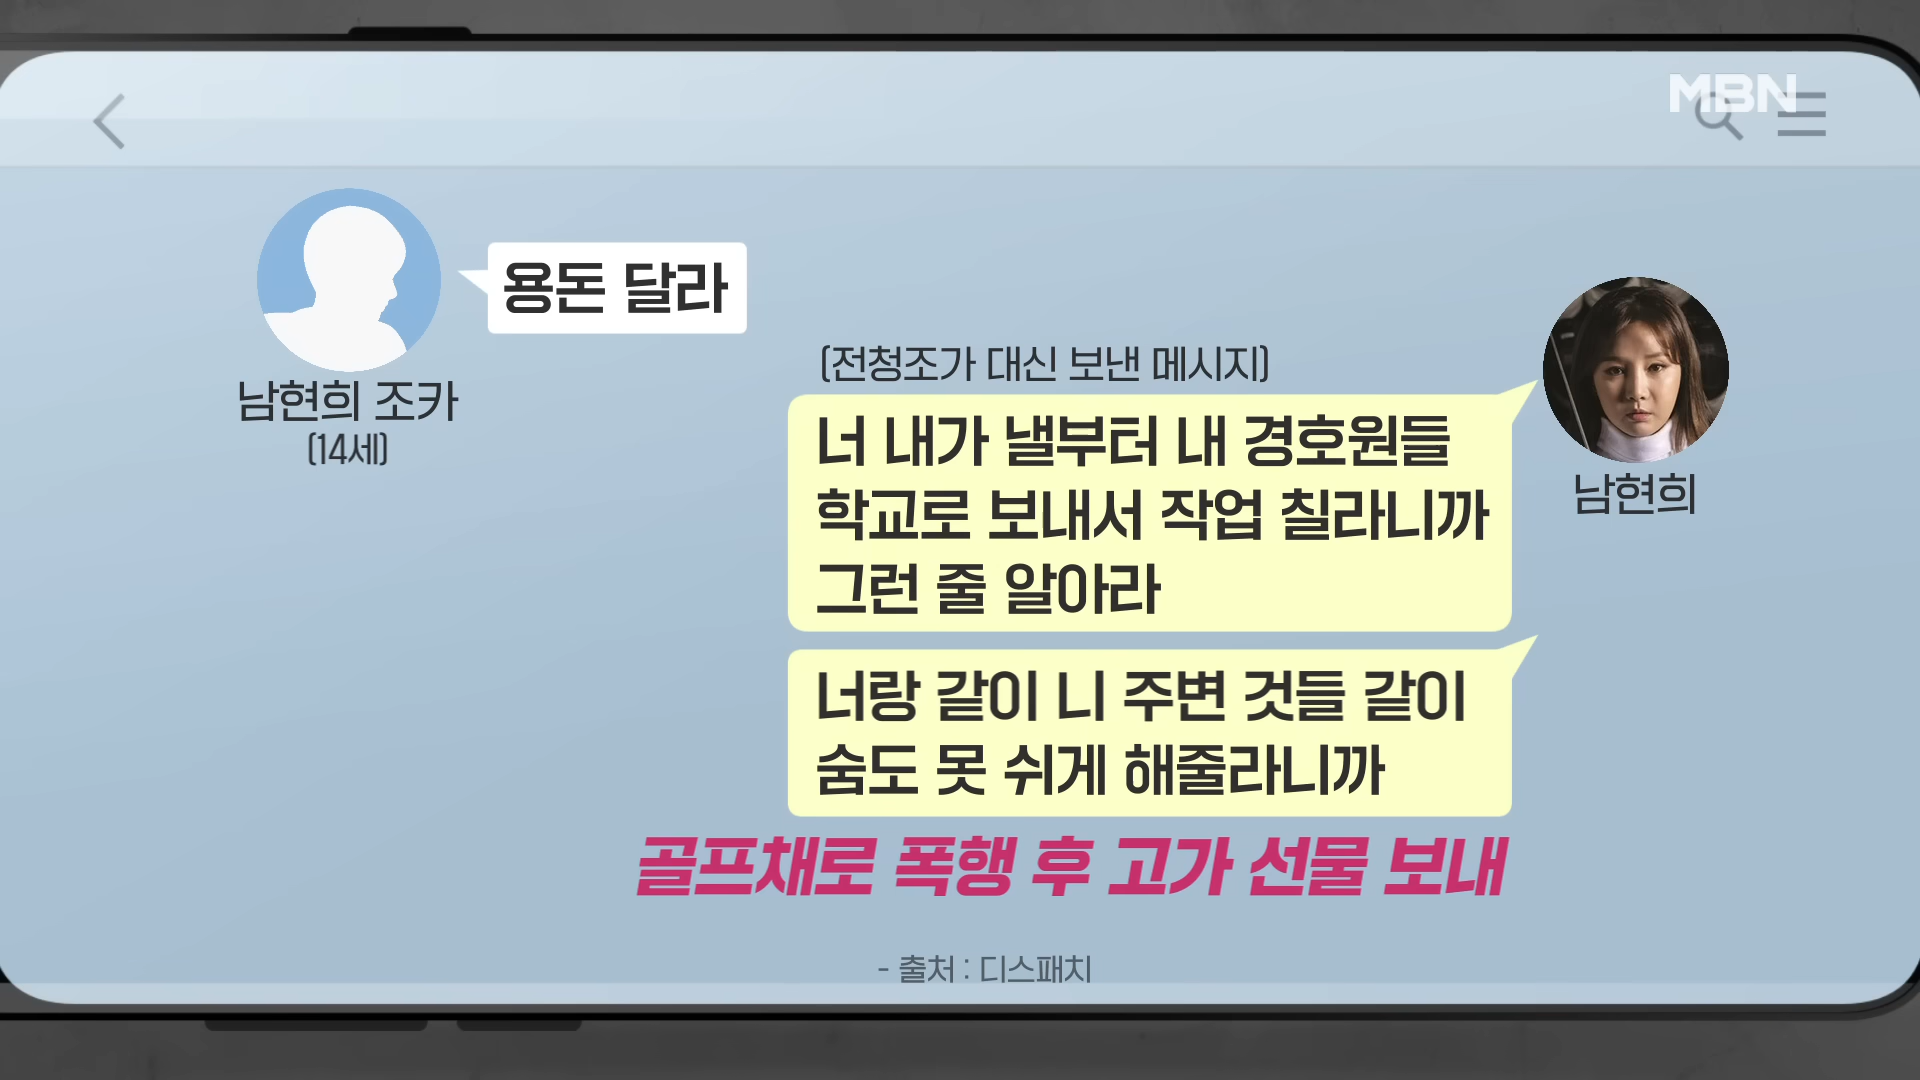 MBN
용돈 달라
남현희 조카
(14세)
(전청조가 대신 보낸 메시지)
너 내가 낼부터 내 경호원들
학교로 보내서 작업 칠라니까
그런 줄 알아라
남현희
너랑 같이 니 주변 것들 같이
숨도 못 쉬게 해줄라니까
골프채로 폭행 후 고가 선물 보내
- 출처 : 디스패치